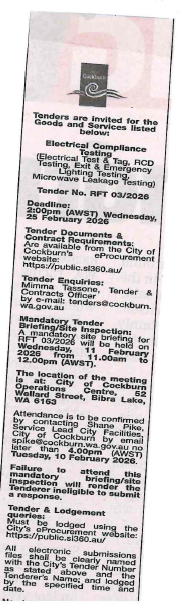 Cockburn
Tenders are invited for the
Goods and Services listed
below:
Electrical Compliance
Testing
(Electrical Test & Tag, RCD
Testing, Exit & Emergency
Lighting Testing,
Microwave Leakage Testing)
Tender No. RFT 03/2026
Deadline:
2:00pm (AWST) Wednesday,
25 February 2026
Tender Documents &
Contract Requirements:
Are available from the City of
Cockburn's eProcurement
website:
https://public.sl360.au/
Tender Enquiries:
Mimma Tassone, Tender &
Contracts Officer
by e-mail: tenders@cockburn.
wa.gov.au
Mandatory Tender
Briefing/Site Inspection:
A mandatory site briefing for
RFT 03/2026 will be held on
Wednesday, 11 February
2026 from 11.00am to
12.00pm (AWST).
The location of the meeting
is at: City of Cockburn
Operations Centre, 52
Wellard Street, Bibra Lake,
WA 6163
Attendance is to be confirmed
by contacting Shane Pike,
Service Lead City Facilities,
City of Cockburn by email
spike@cockburn.wa.gov.au no
later than 4.00pm (AWST)
Tuesday, 10 February 2026.
Failure to attend this
mandatory briefing/site
inspection will render the
Tenderer ineligible to submit
a response.
Tender & Lodgement
queries:
Must be lodged using the
City's eProcurement website:
https://public.sl360.au/
All electronic submissions
files shall be clearly named
with the City's Tender Number
as stated above and the
Tenderer's Name; and lodged
by the specified time and
date.